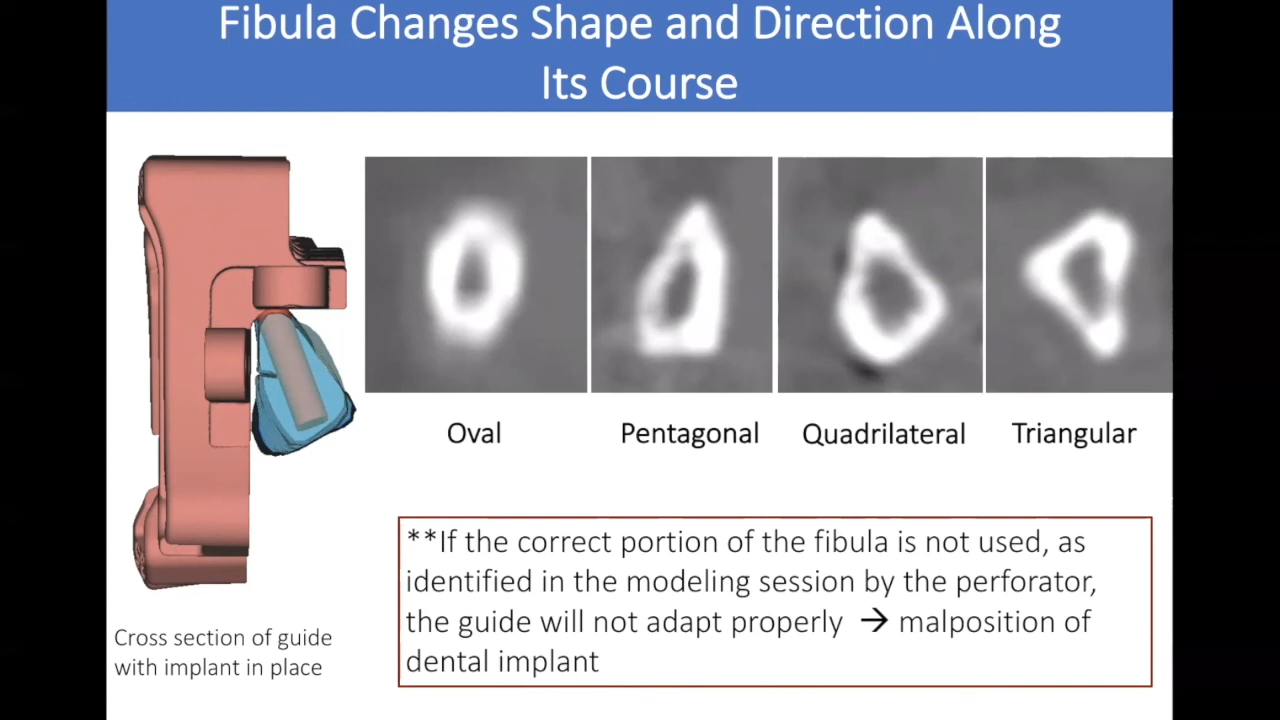 Fibula Changes Shape and Direction Along
Its Course
Oval
Pentagonal
Quadrilateral
Triangular
**If the correct portion of the fibula is not used, as
identified in the modeling session by the perforator,
the guide will not adapt properly → malposition of
dental implant
Cross section of guide
with implant in place